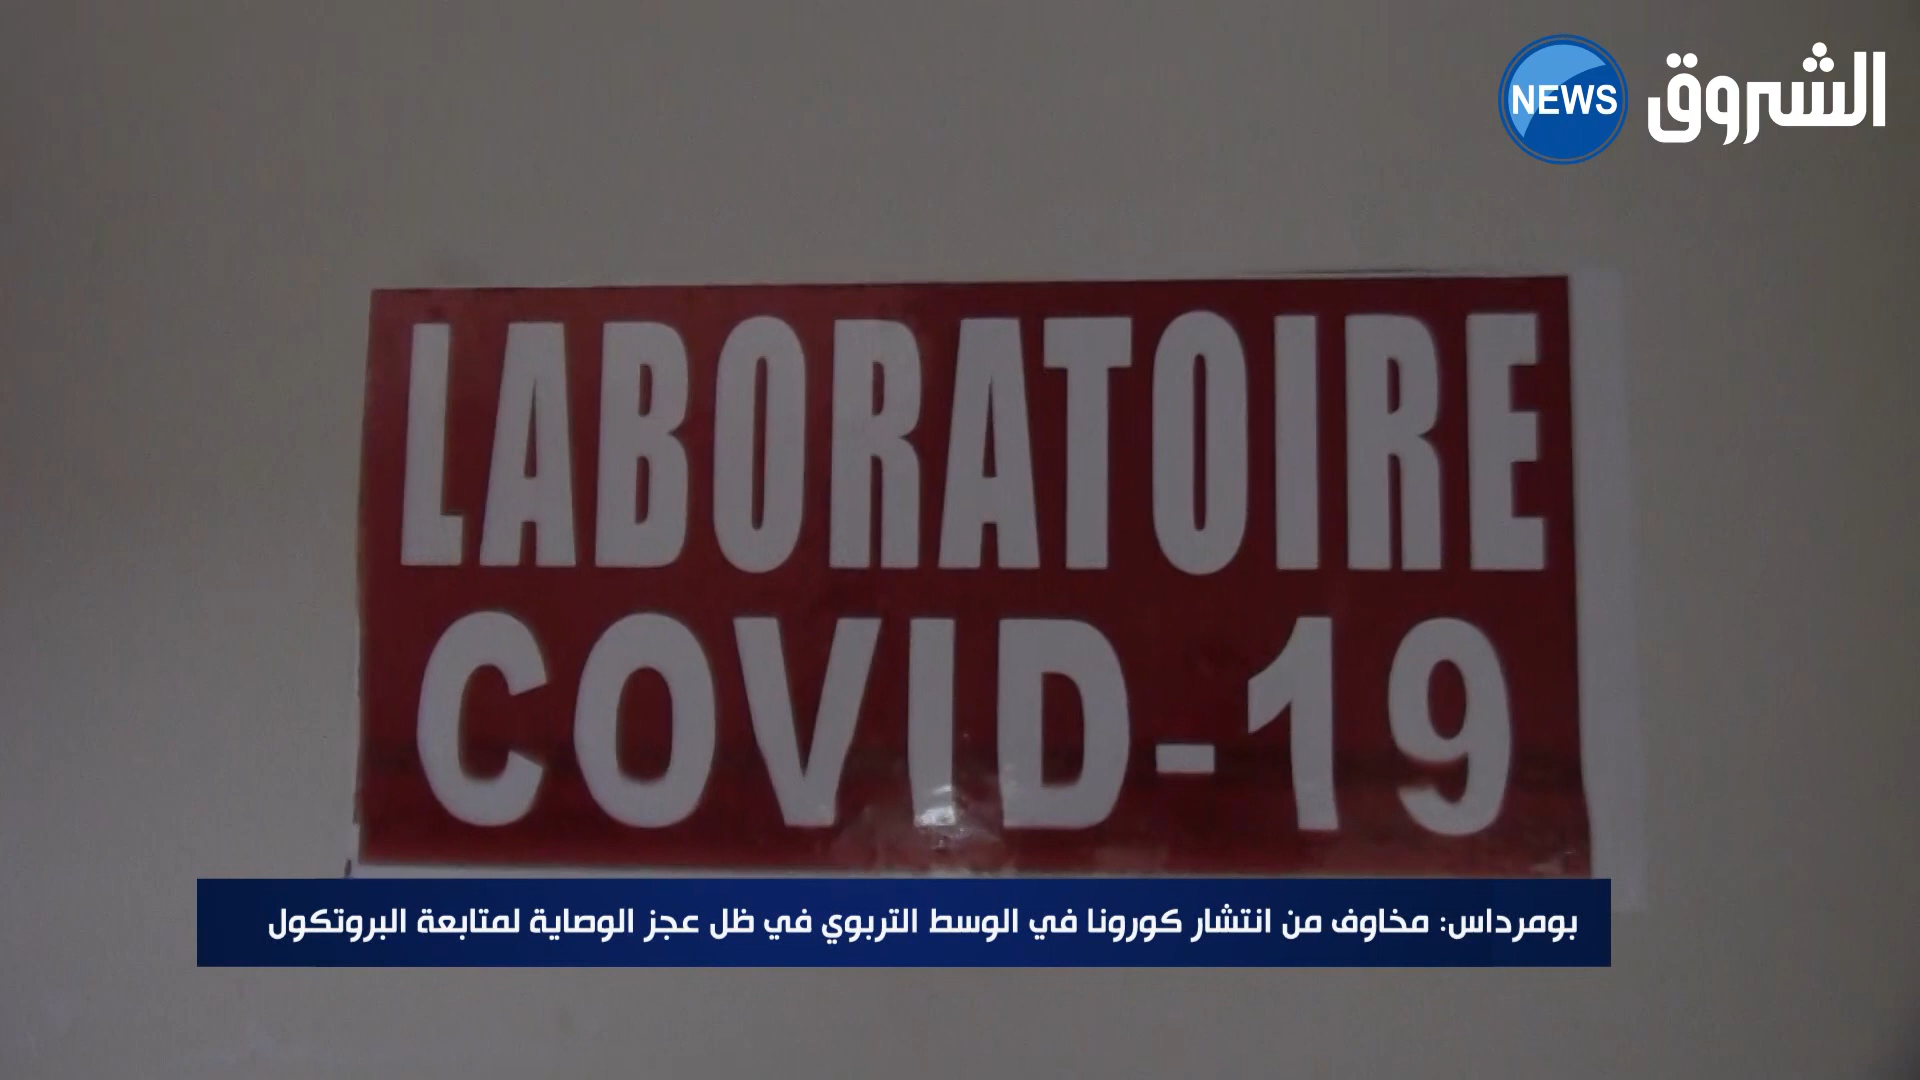 الشروق
NEWS
LABORATOIRE
COVID-19
بومرداس: مخاوف من انتشار كورونا في الوسط التربوي في ظل عجز الوصاية لمتابعة البروتكول